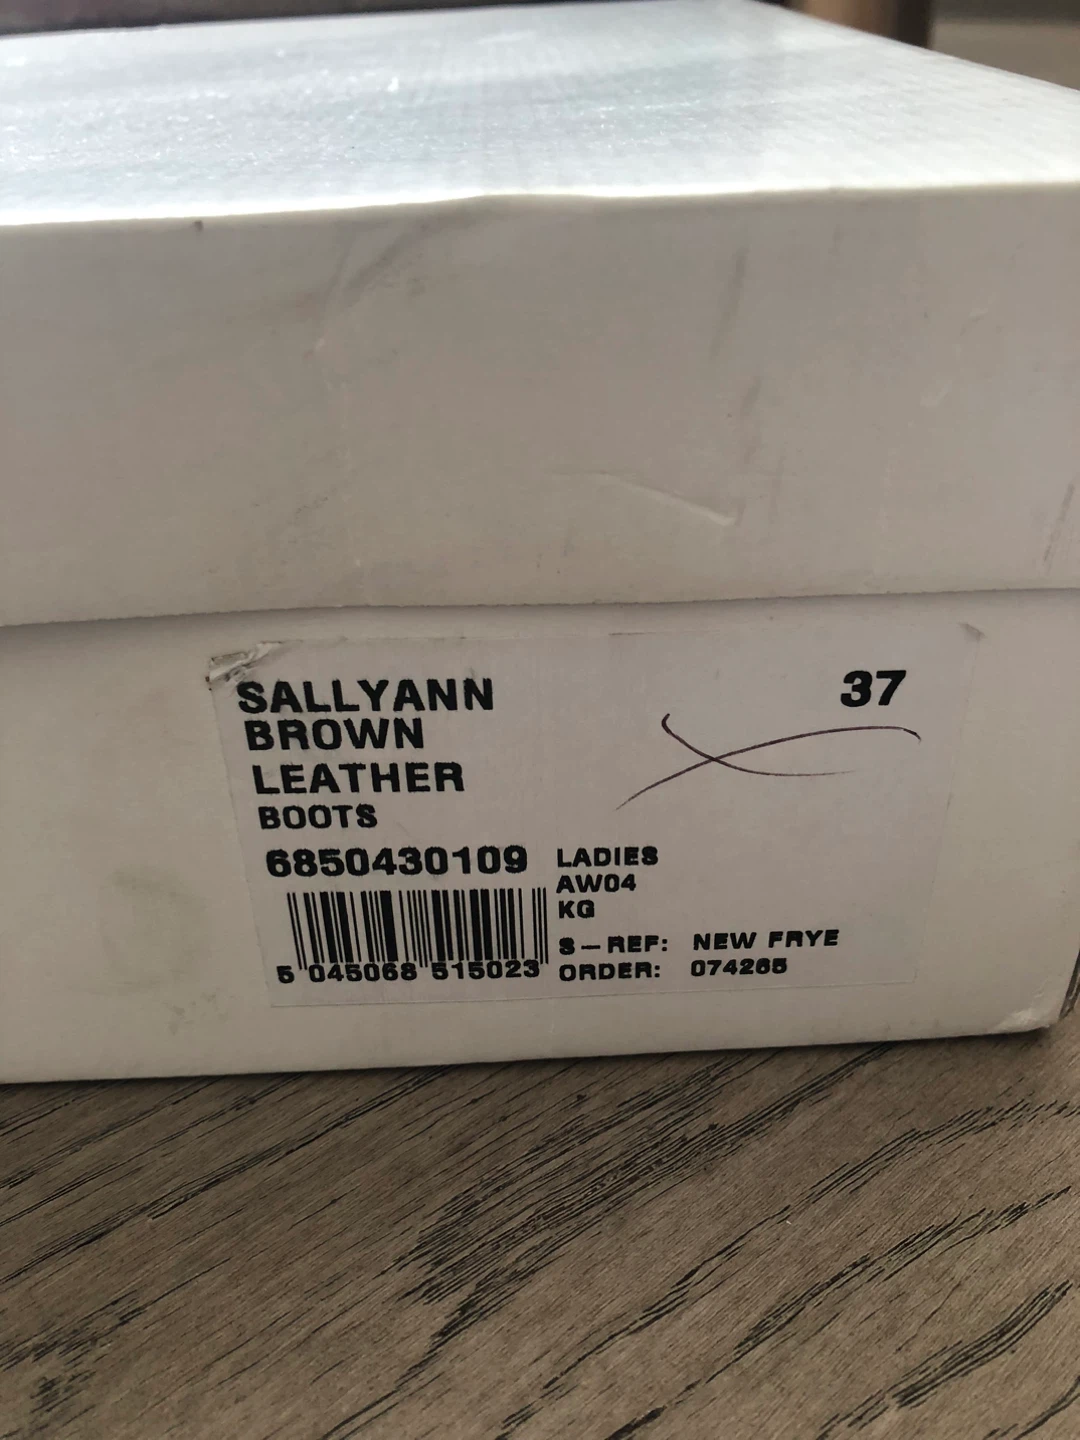 SALLYANN
BROWN
LEATHER
BOOTS
37
6850430109
5 045068 515023
LADIES
AW04
KG
S-REF: NEW FRYE
ORDER: 074265